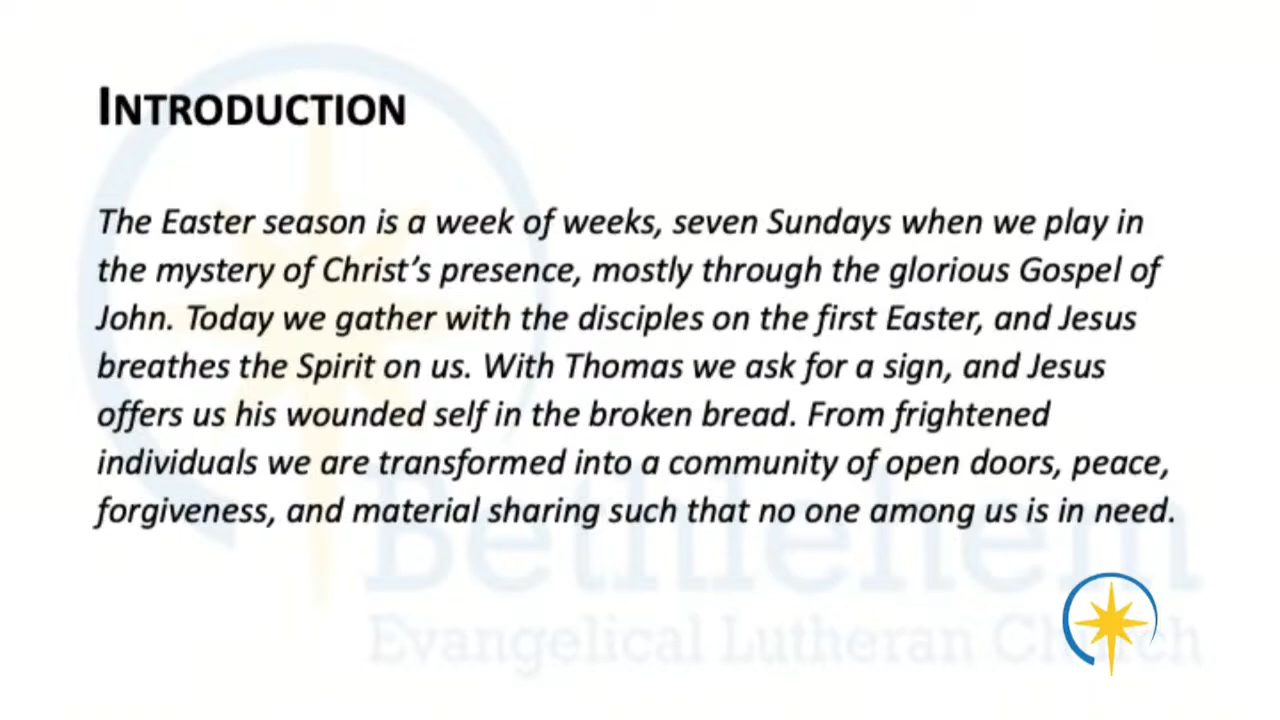 INTRODUCTION
The Easter season is a week of weeks, seven Sundays when we play in
the mystery of Christ’s presence, mostly through the glorious Gospel of
John. Today we gather with the disciples on the first Easter, and Jesus
breathes the Spirit on us. With Thomas we ask for a sign, and Jesus
offers us his wounded self in the broken bread. From frightened
individuals we are transformed into a community of open doors, peace,
forgiveness, and material sharing such that no one among us is in need.
Bethlehem
Evangelical Lutheran Church